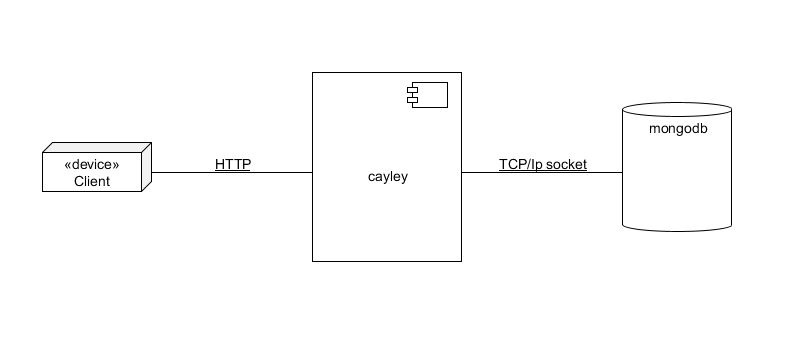 «device»
Client
HTTP
cayley
TCP/Ip socket
mongodb